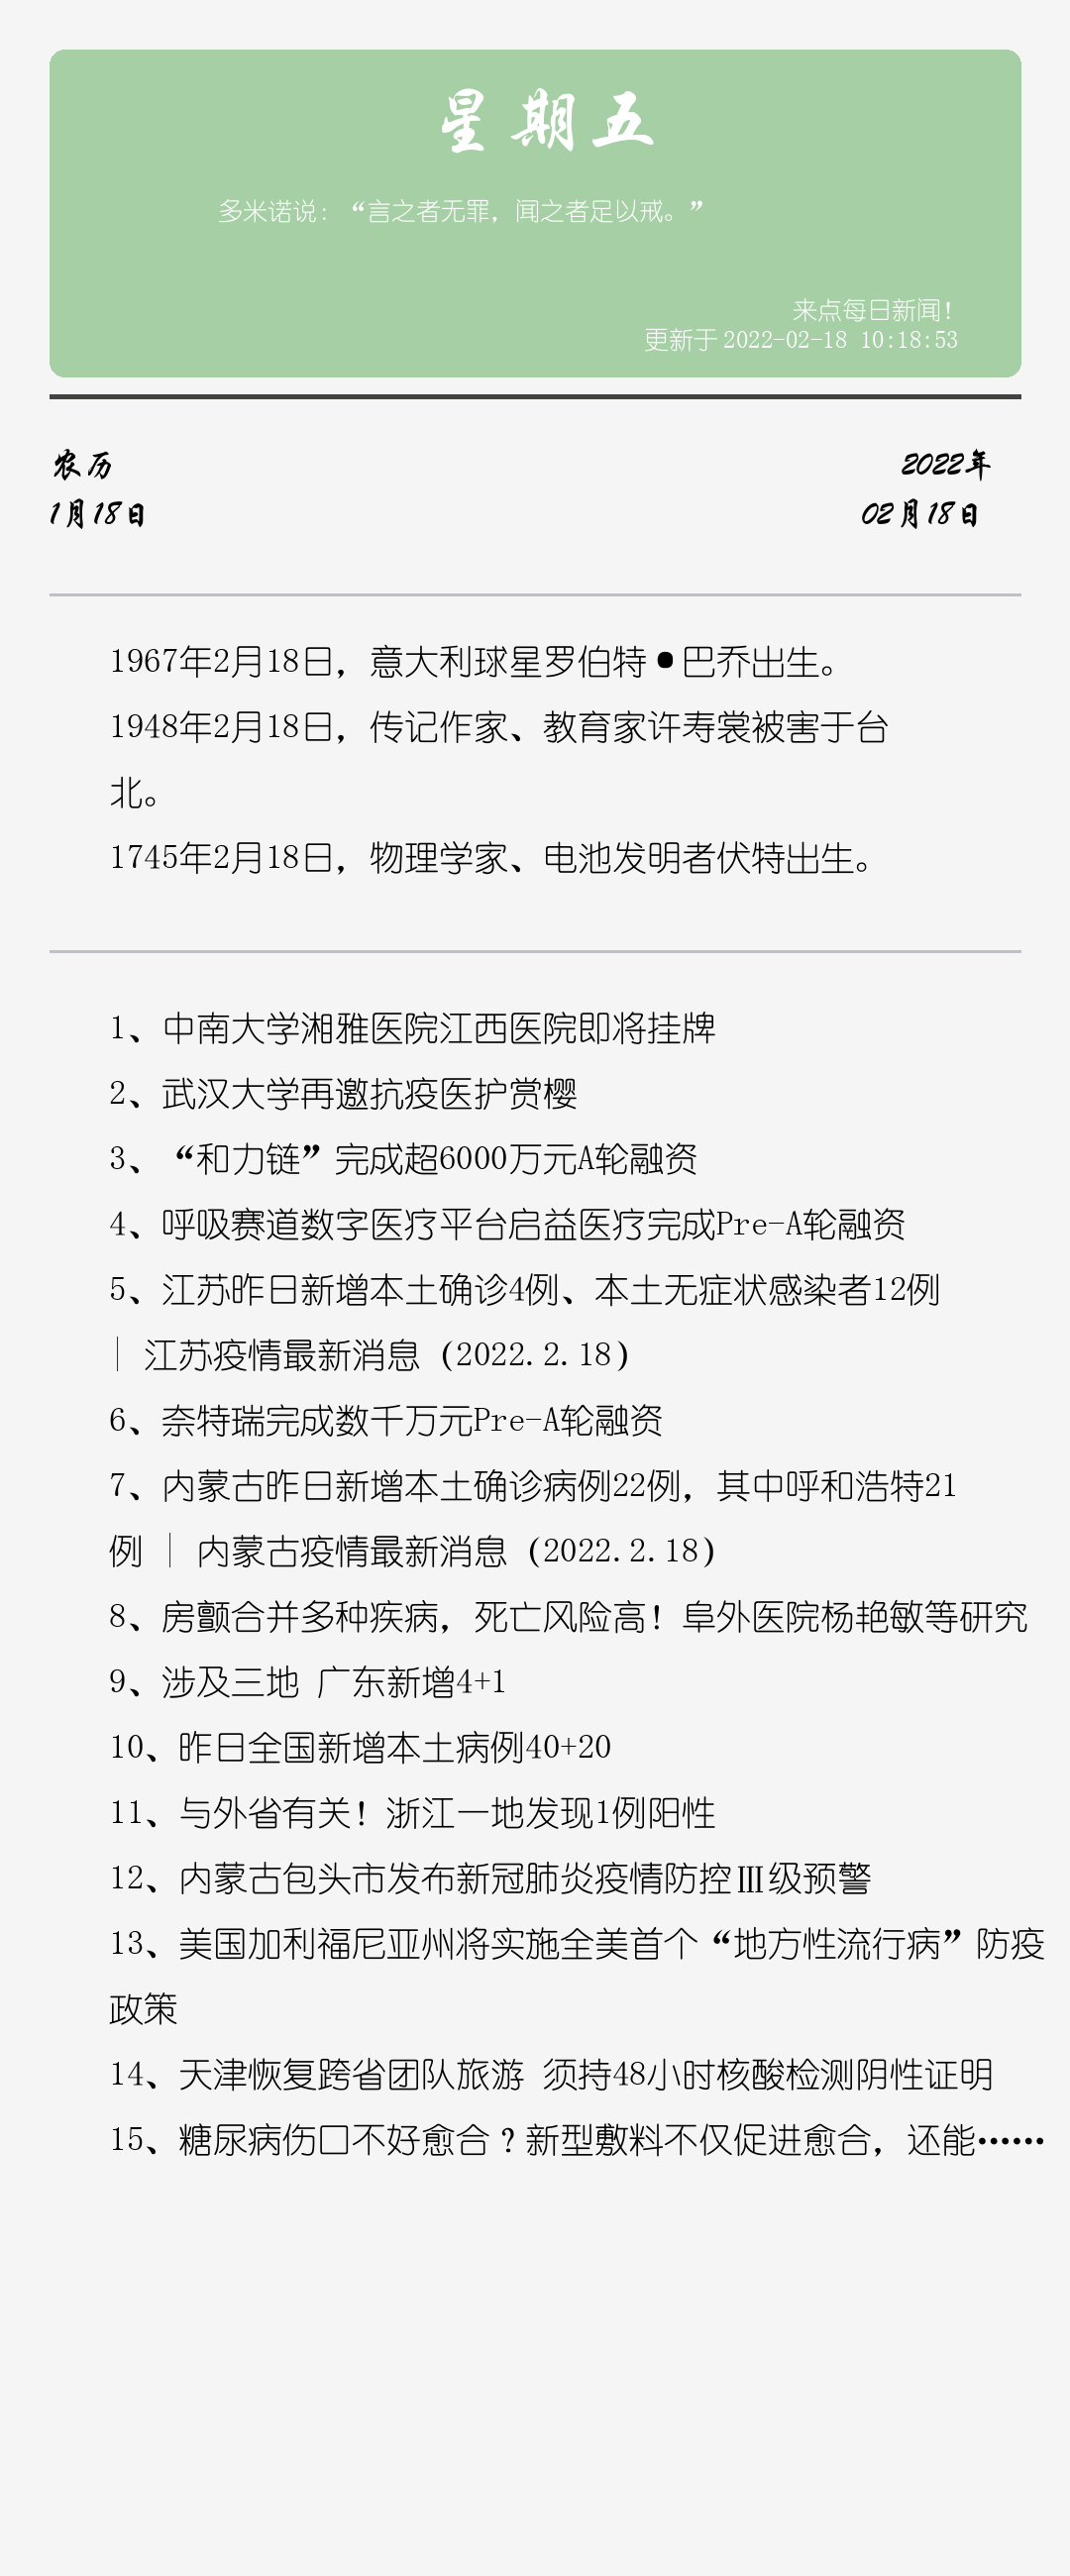 星期五
多米诺说：“言之者无罪，闻之者足以戒。”
来点每日新闻！
更新于 2022-02-18 10:18:53
农历
2022年
1月18日
02月18日
1967年2月18日，意大利球星罗伯特•巴乔出生。
1948年2月18日，传记作家、教育家许寿裳被害于台
北。
1745年2月18日，物理学家、电池发明者伏特出生。
1、中南大学湘雅医院江西医院即将挂牌
2、武汉大学再邀抗疫医护赏樱
3、“和力链”完成超6000万元A轮融资
4、呼吸赛道数字医疗平台启益医疗完成Pre-A轮融资
5、江苏昨日新增本土确诊4例、本土无症状感染者12例
| 江苏疫情最新消息（2022.2.18）
6、奈特瑞完成数千万元Pre-A轮融资
7、内蒙古昨日新增本土确诊病例22例，其中呼和浩特21
例 | 内蒙古疫情最新消息（2022.2.18）
8、房颤合并多种疾病，死亡风险高！阜外医院杨艳敏等研究
9、涉及三地 广东新增4+1
10、昨日全国新增本土病例40+20
11、与外省有关！浙江一地发现1例阳性
12、内蒙古包头市发布新冠肺炎疫情防控Ⅲ级预警
13、美国加利福尼亚州将实施全美首个“地方性流行病”防疫
政策
14、天津恢复跨省团队旅游 须持48小时核酸检测阴性证明
15、糖尿病伤口不好愈合？新型敷料不仅促进愈合，还能……